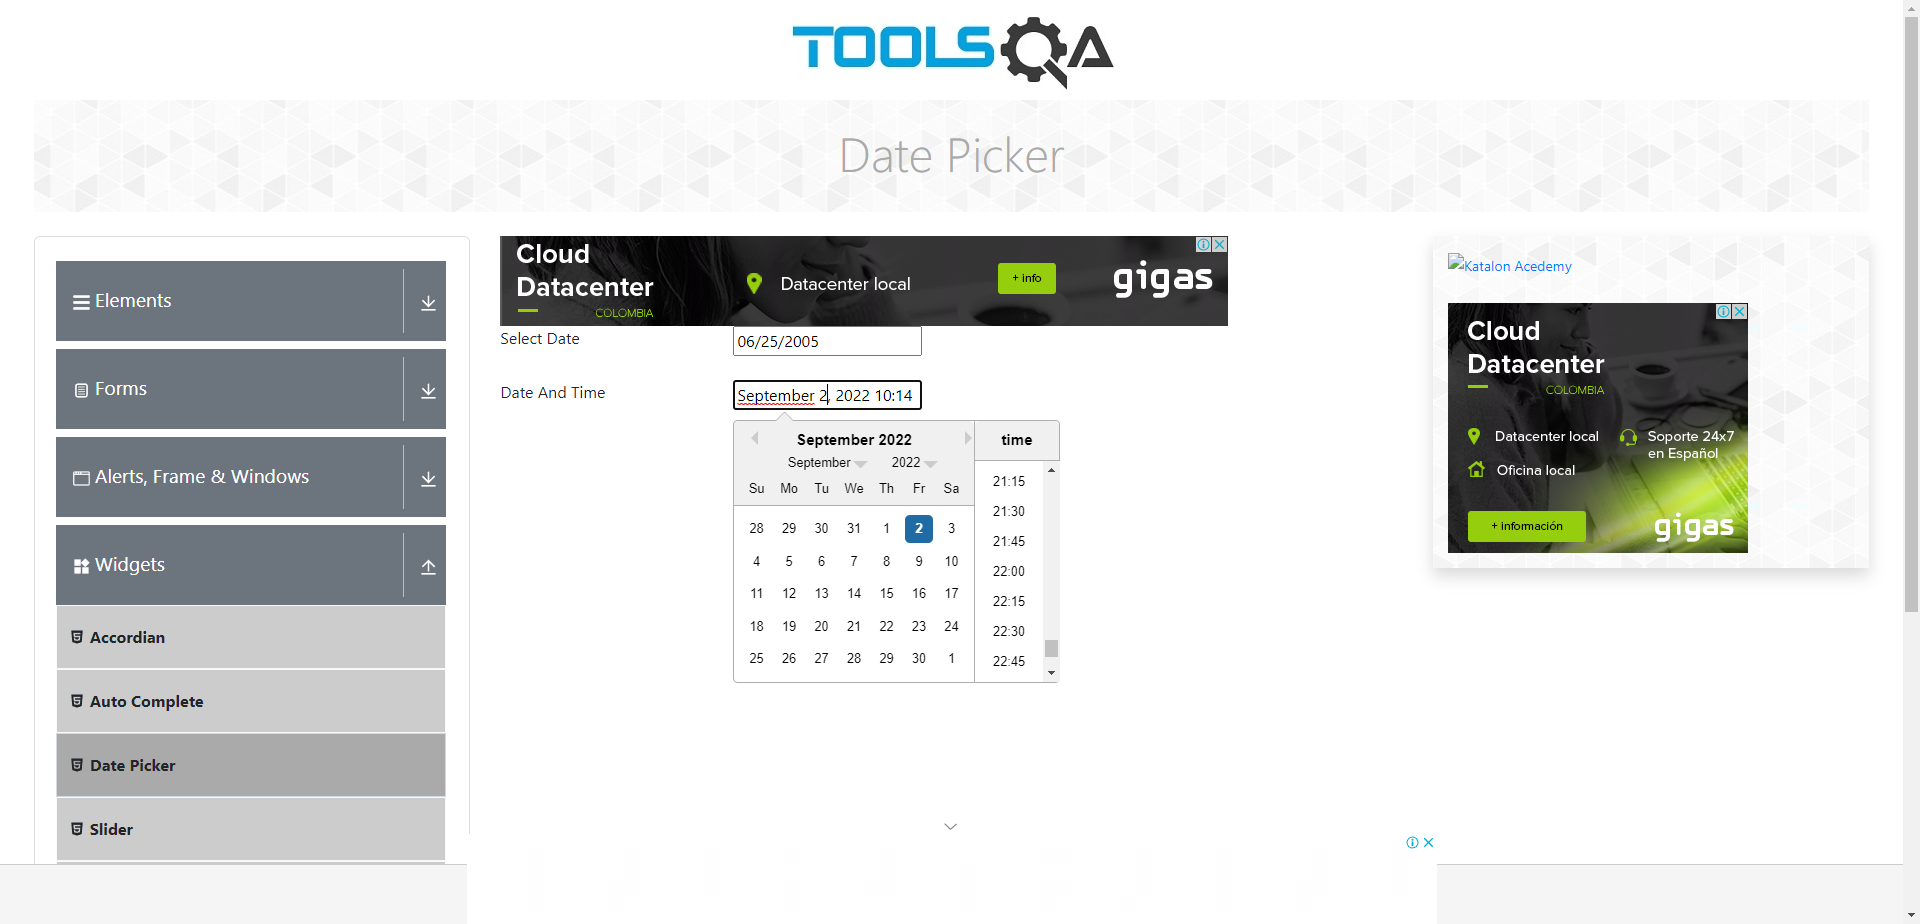 TOOLSQA
Date Picker
Elements
Forms
Alerts, Frame & Windows
Widgets
Accordian
Auto Complete
Date Picker
Slider
Cloud
Datacenter
COLOMBIA
Datacenter local
+ info
gigas
Select Date
06/25/2005
Date And Time
September 2, 2022 10:14
September 2022
September 2022
Su Mo Tu We Th Fr Sa
28 29 30 31 1 2 3
4 5 6 7 8 9 10
11 12 13 14 15 16 17
18 19 20 21 22 23 24
25 26 27 28 29 30 1
time
21:15
21:30
21:45
22:00
22:15
22:30
22:45
Katalon Acedemy
Cloud
Datacenter
COLOMBIA
Datacenter local
Soporte 24x7
en Español
Oficina local
+ información
gigas